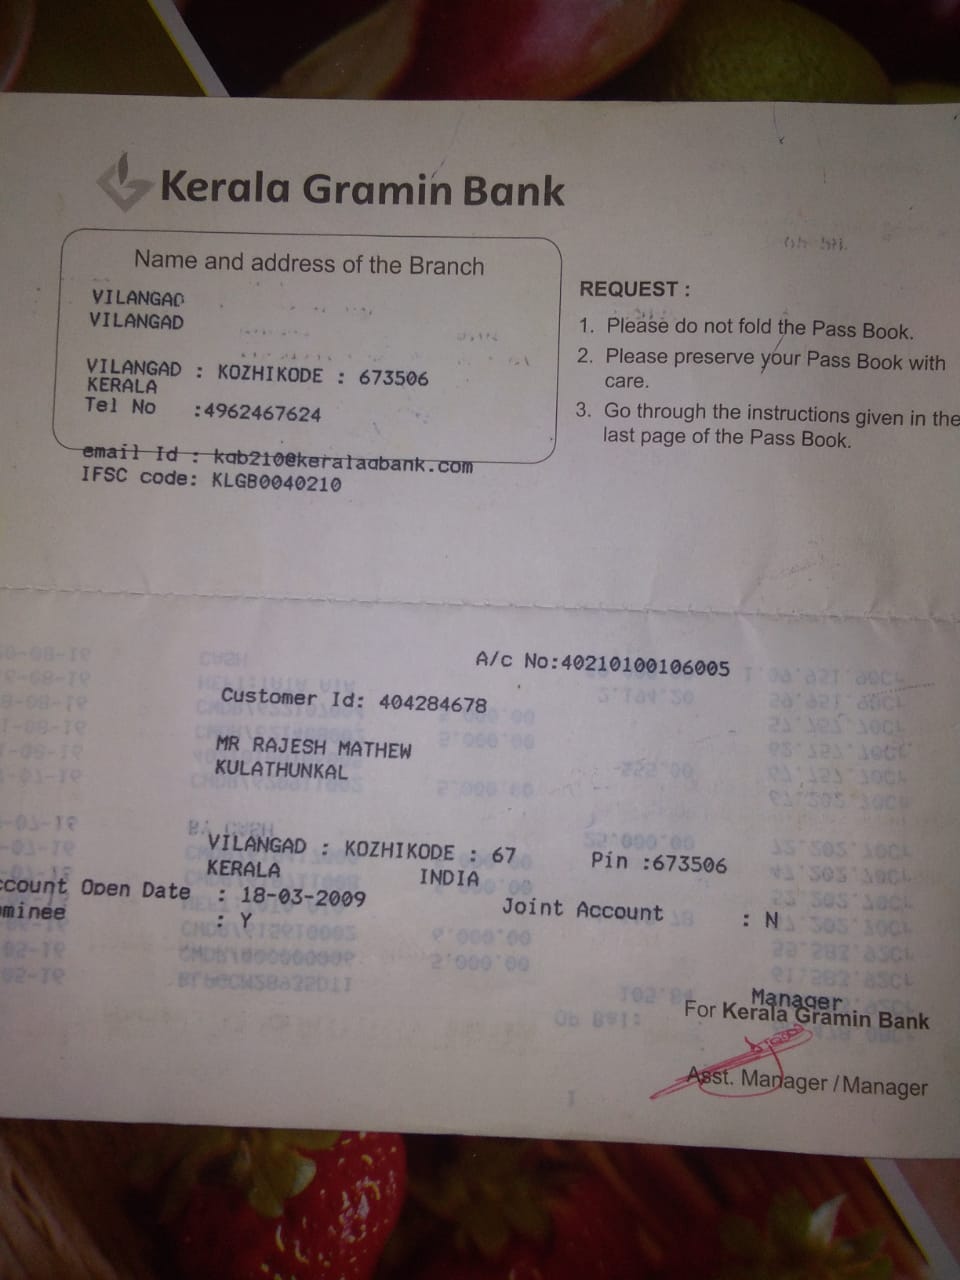 Kerala Gramin Bank
Name and address of the Branch
VILANGAD
VILANGAD
VILANGAD : KOZHIKODE : 673506
KERALA
Tel No :4962467624
email Id : kgb210@keralagbank.com
IFSC code: KLGB0040210
REQUEST :
1. Please do not fold the Pass Book.
2. Please preserve your Pass Book with
care.
3. Go through the instructions given in the
last page of the Pass Book.
A/c No:40210100106005
Customer Id: 404284678
MR RAJESH MATHEW
KULATHUNKAL
VILANGAD : KOZHIKODE : 67 Pin :673506
KERALA INDIA
ccount Open Date : 18-03-2009 Joint Account : N
minee : Y
Manager
For Kerala Gramin Bank
Asst. Manager / Manager